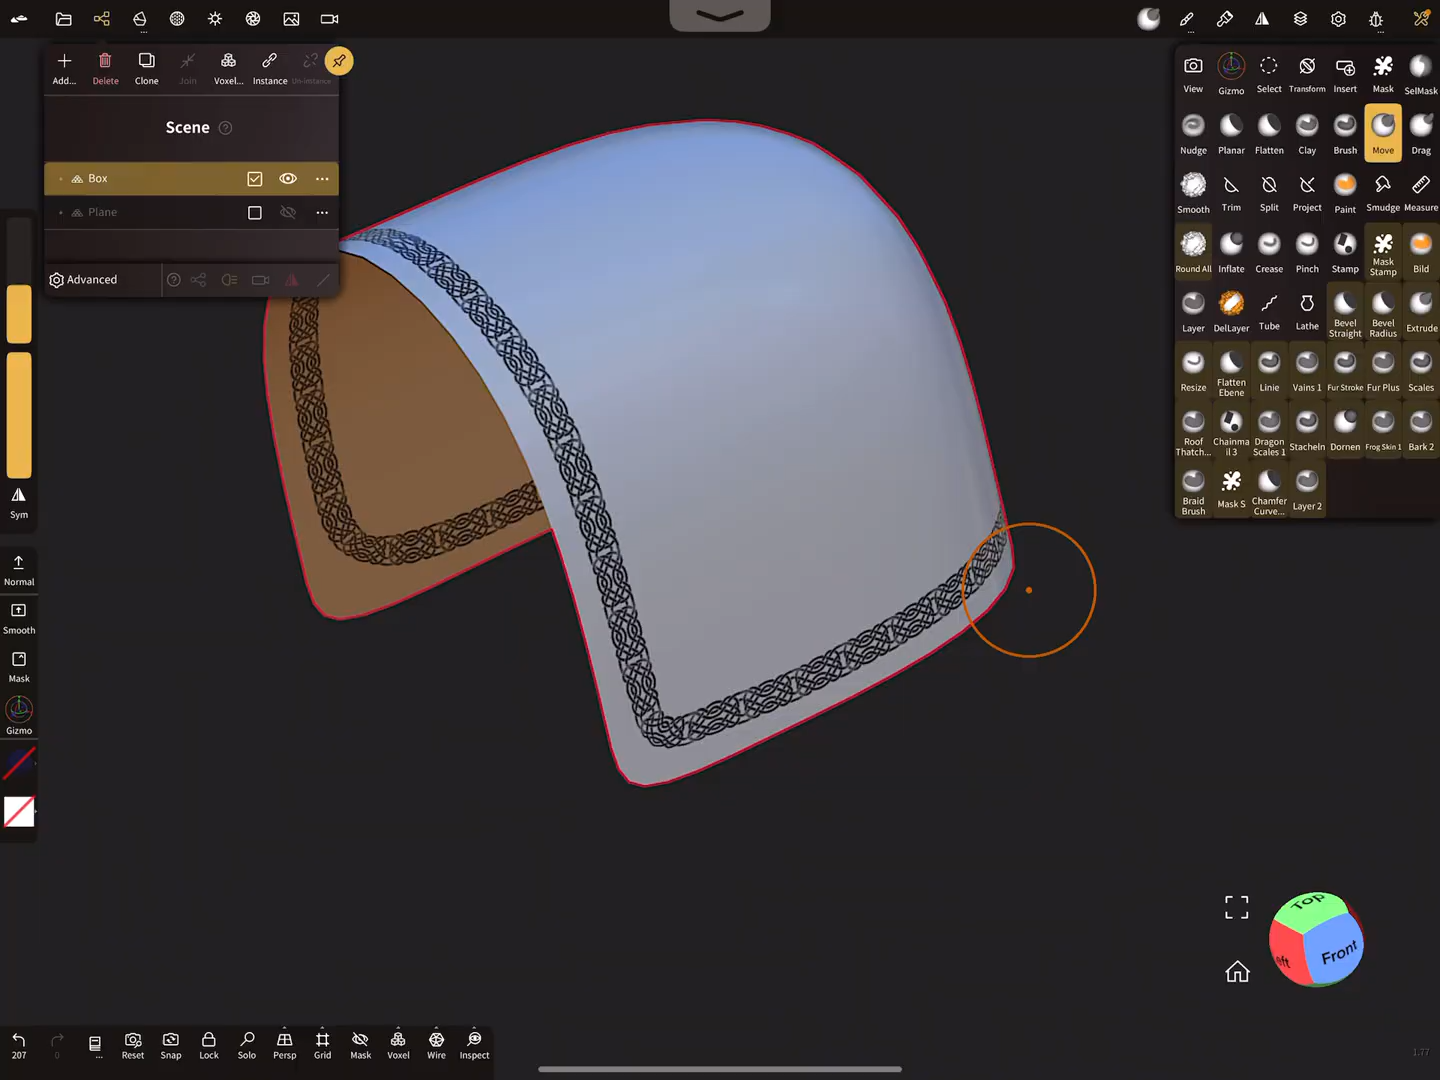 Add...
Delete
Clone
Join
Voxel...
Instance
Un-instance
Scene
Box
Plane
Advanced
Sym
Normal
Smooth
Mask
Gizmo
View
Gizmo
Select
Transform
Insert
Mask
SelMask
Nudge
Planar
Flatten
Clay
Brush
Move
Drag
Smooth
Trim
Split
Project
Paint
Smudge
Measure
Round All
Inflate
Crease
Pinch
Stamp
Mask
Stamp
Bild
Layer
DelLayer
Tube
Lathe
Bevel
Straight
Bevel
Radius
Extrude
Resize
Flatten
Ebene
Linie
Vains 1
Fur Stroke
Fur Plus
Scales
Roof
Thatch...
Chainma
il 3
Dragon
Scales 1
Stacheln
Dornen
Frog Skin 1
Bark 2
Braid
Brush
Mask S
Chamfer
Curve...
Layer 2
Top
Front
207
0
...
Reset
Snap
Lock
Solo
Persp
Grid
Mask
Voxel
Wire
Inspect
1.77